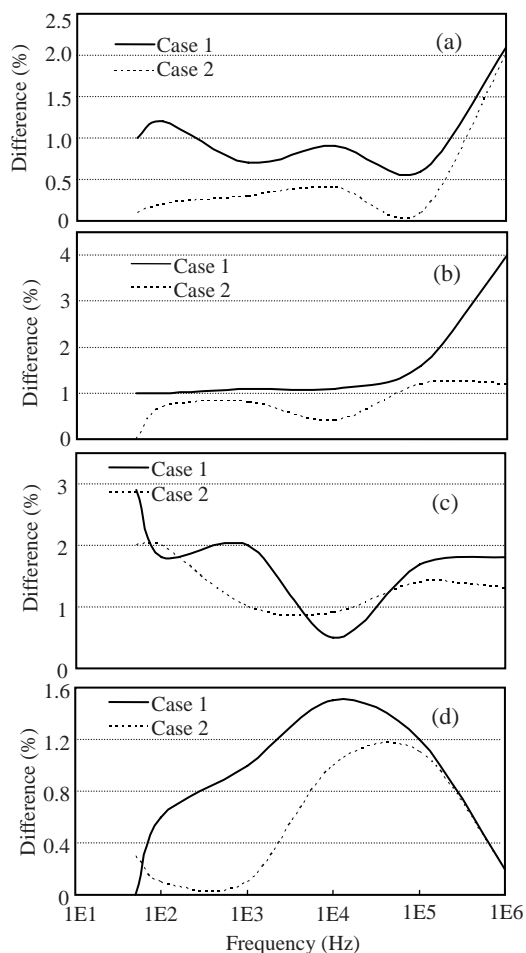 2.5
(a)
Case 1
2.0
Case 2
1.5
1.0
0.5
0
Difference (%)
4
Case 1
(b)
Case 2
3
2
1
0
Difference (%)
Case 1
3
Case 2
(c)
2
1
0
Difference (%)
1.6
Case 1
(d)
Case 2
1.2
0.8
0.4
0
Difference (%)
1E1 1E2 1E3 1E4 1E5 1E6
Frequency (Hz)